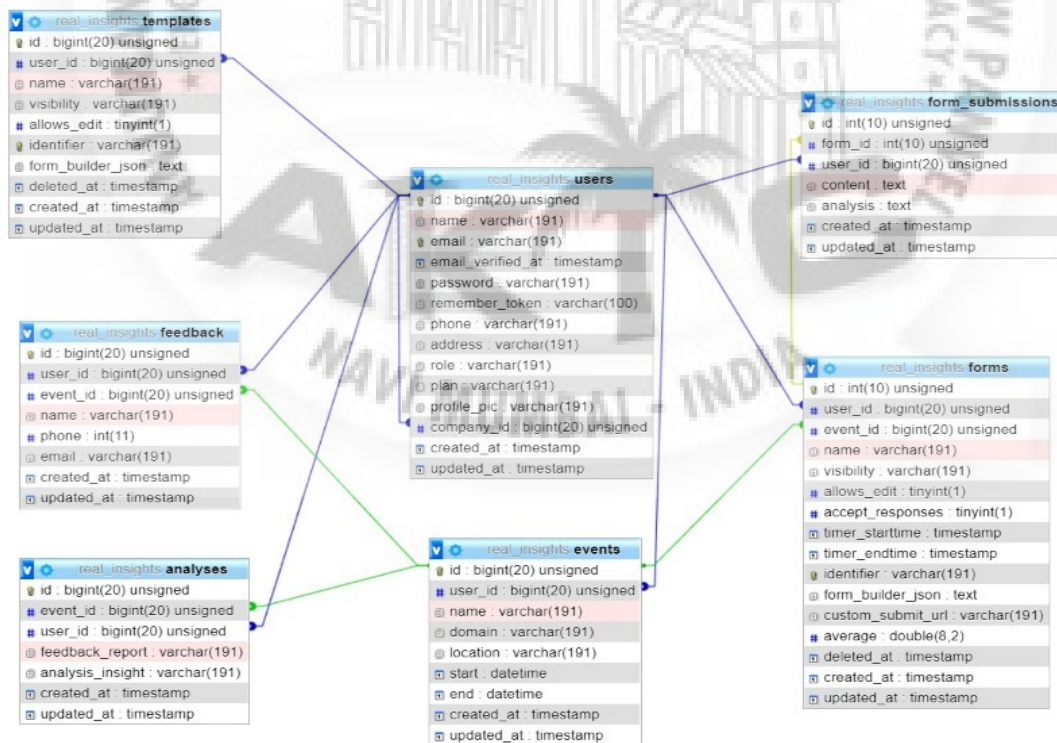 real_insights templates
id : bigint(20) unsigned
user_id : bigint(20) unsigned
name : varchar(191)
visibility : varchar(191)
allows_edit : tinyint(1)
identifier : varchar(191)
form_builder_json : text
deleted_at : timestamp
created_at : timestamp
updated_at : timestamp
real_insights form_submissions
id : int(10) unsigned
form_id : int(10) unsigned
user_id : bigint(20) unsigned
content : text
analysis : text
created_at : timestamp
updated_at : timestamp
real_insights users
id : bigint(20) unsigned
name : varchar(191)
email : varchar(191)
email_verified_at : timestamp
password : varchar(191)
remember_token : varchar(100)
phone : varchar(191)
address : varchar(191)
role : varchar(191)
plan : varchar(191)
profile_pic : varchar(191)
company_id : bigint(20) unsigned
created_at : timestamp
updated_at : timestamp
real_insights feedback
id : bigint(20) unsigned
user_id : bigint(20) unsigned
event_id : bigint(20) unsigned
name : varchar(191)
phone : int(11)
email : varchar(191)
created_at : timestamp
updated_at : timestamp
real_insights forms
id : int(10) unsigned
user_id : bigint(20) unsigned
event_id : bigint(20) unsigned
name : varchar(191)
visibility : varchar(191)
allows_edit : tinyint(1)
accept_responses : tinyint(1)
timer_starttime : timestamp
timer_endtime : timestamp
identifier : varchar(191)
form_builder_json : text
custom_submit_url : varchar(191)
average : double(8,2)
deleted_at : timestamp
created_at : timestamp
updated_at : timestamp
real_insights analyses
id : bigint(20) unsigned
event_id : bigint(20) unsigned
user_id : bigint(20) unsigned
feedback_report : varchar(191)
analysis_insight : varchar(191)
created_at : timestamp
updated_at : timestamp
real_insights events
id : bigint(20) unsigned
user_id : bigint(20) unsigned
name : varchar(191)
domain : varchar(191)
location : varchar(191)
start : datetime
end : datetime
created_at : timestamp
updated_at : timestamp
AKTC
NAVI MUMBAI - INDIA